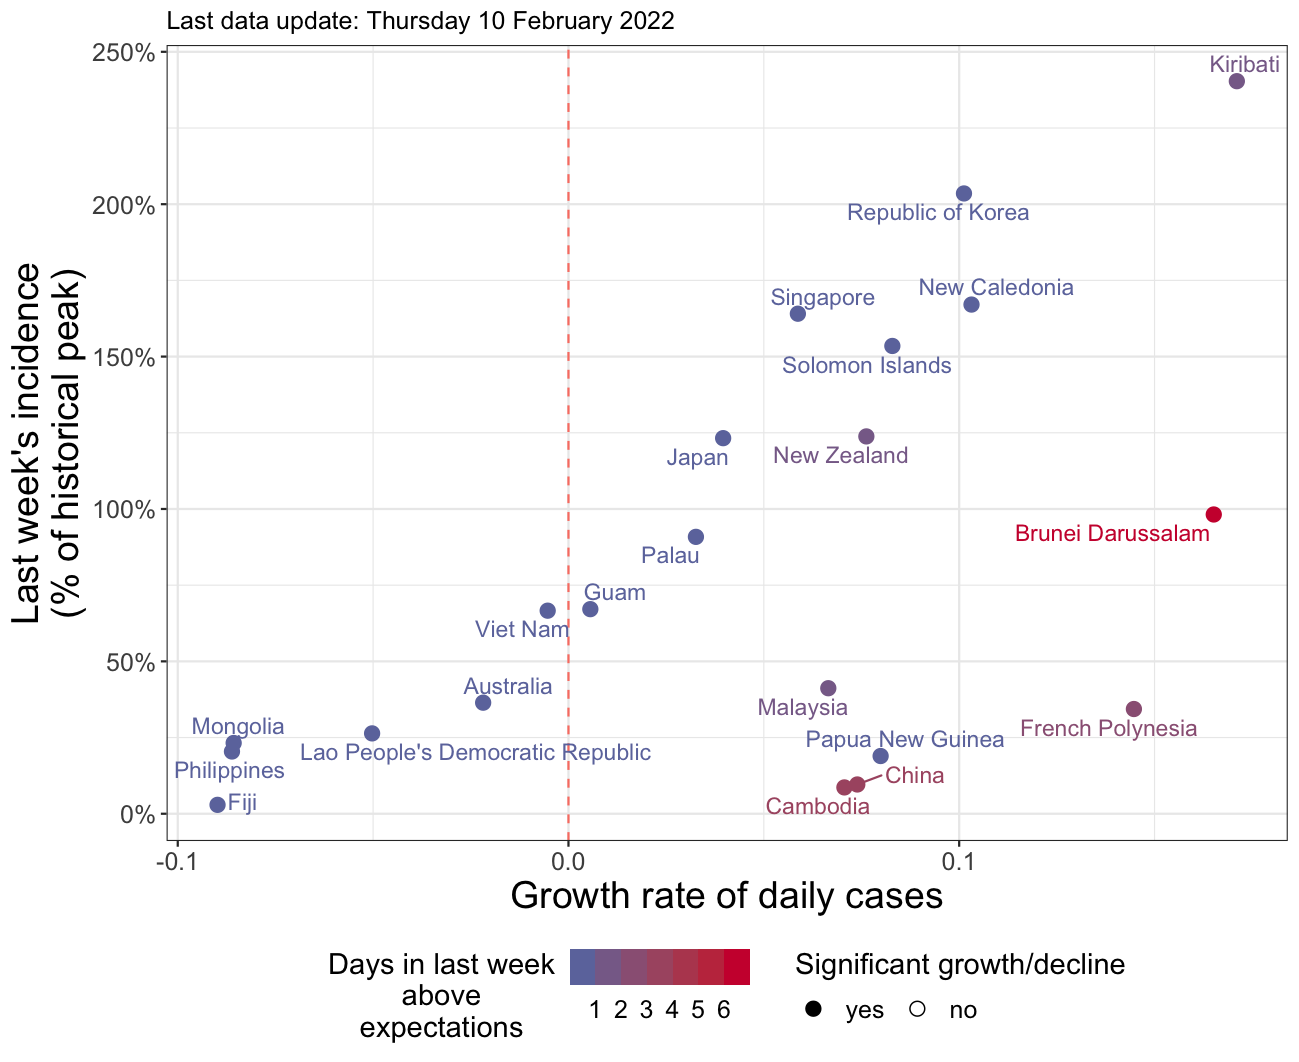 Last data update: Thursday 10 February 2022
250%
200%
150%
100%
50%
0%
Last week's incidence
(% of historical peak)
Kiribati
Republic of Korea
New Caledonia
Singapore
Solomon Islands
Japan
New Zealand
Brunei Darussalam
Palau
Guam
Viet Nam
Australia
Malaysia
French Polynesia
Mongolia
Papua New Guinea
Lao People's Democratic Republic
Philippines
China
Fiji
Cambodia
-0.1
0.0
0.1
Growth rate of daily cases
Days in last week
above
expectations
1 2 3 4 5 6
Significant growth/decline
yes
no